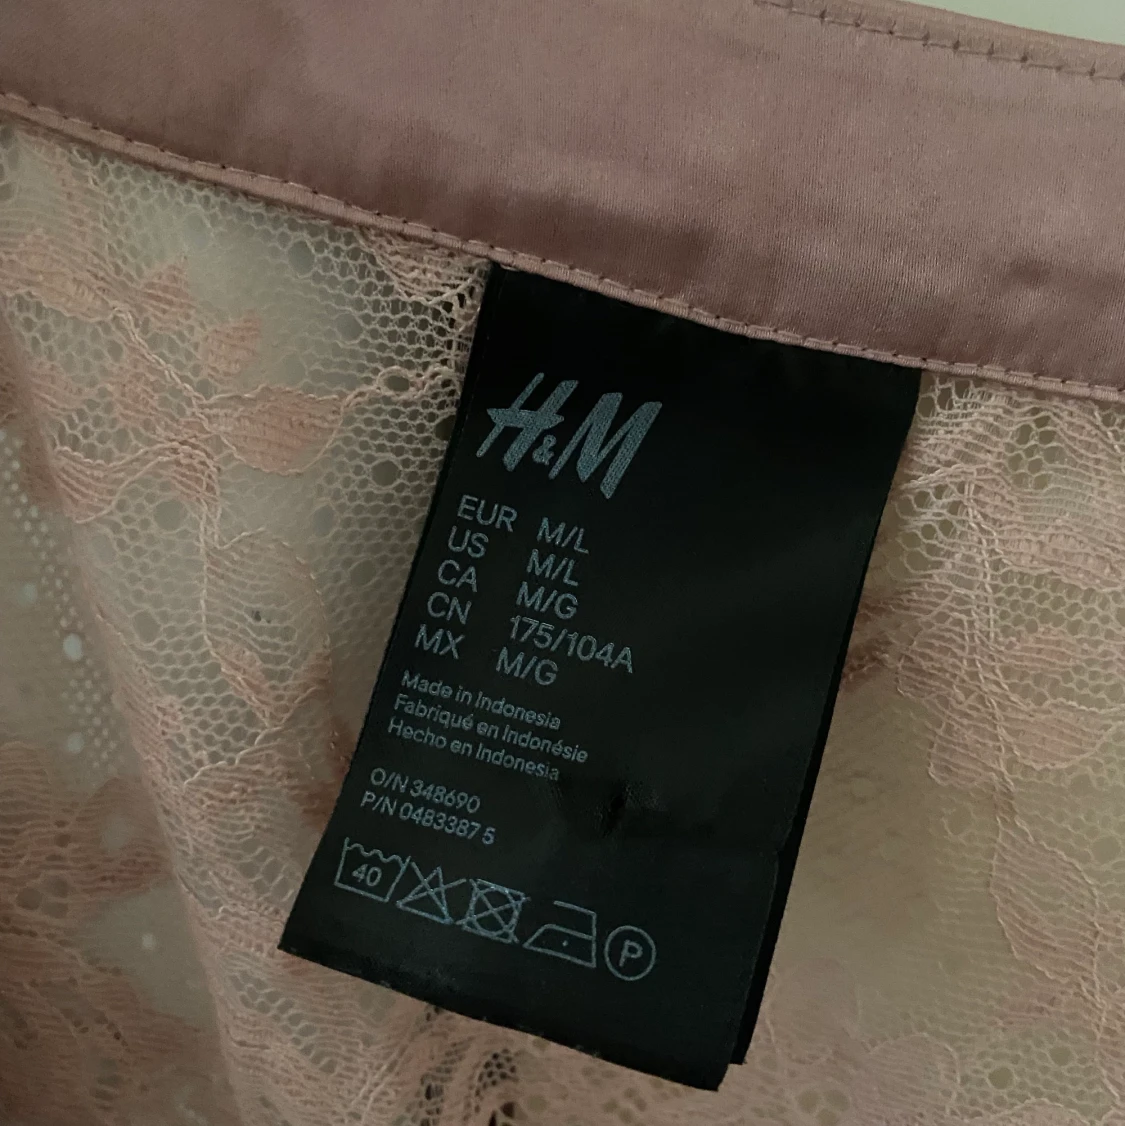 H&M
EUR M/L
US M/L
CA M/G
CN 175/104A
MX M/G
Made in Indonesia
Fabriqué en Indonésie
Hecho en Indonesia
O/N 348690
P/N 0483387 5
40
P